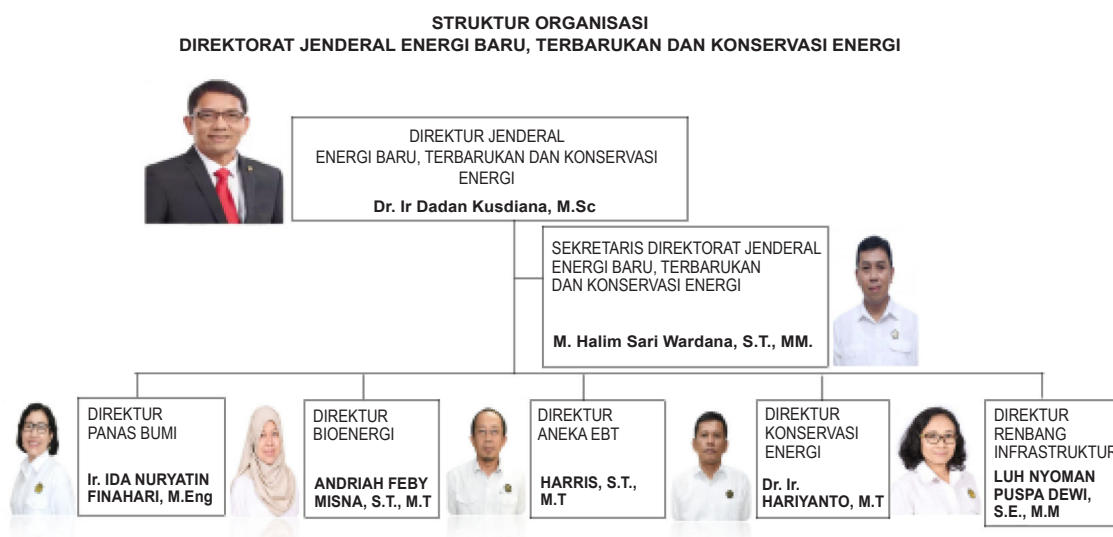 STRUKTUR ORGANISASI
DIREKTORAT JENDERAL ENERGI BARU, TERBARUKAN DAN KONSERVASI ENERGI
DIREKTUR JENDERAL
ENERGI BARU, TERBARUKAN DAN KONSERVASI
ENERGI
Dr. Ir Dadan Kusdiana, M.Sc
SEKRETARIS DIREKTORAT JENDERAL
ENERGI BARU, TERBARUKAN
DAN KONSERVASI ENERGI
M. Halim Sari Wardana, S.T., MM.
DIREKTUR
PANAS BUMI
Ir. IDA NURYATIN
FINAHARI, M.Eng
DIREKTUR
BIOENERGI
ANDRIAH FEBY
MISNA, S.T., M.T
DIREKTUR
ANEKA EBT
HARRIS, S.T.,
M.T
DIREKTUR
KONSERVASI
ENERGI
Dr. Ir.
HARIYANTO, M.T
DIREKTUR
RENBANG
INFRASTRUKTUR
LUH NYOMAN
PUSPA DEWI,
S.E., M.M